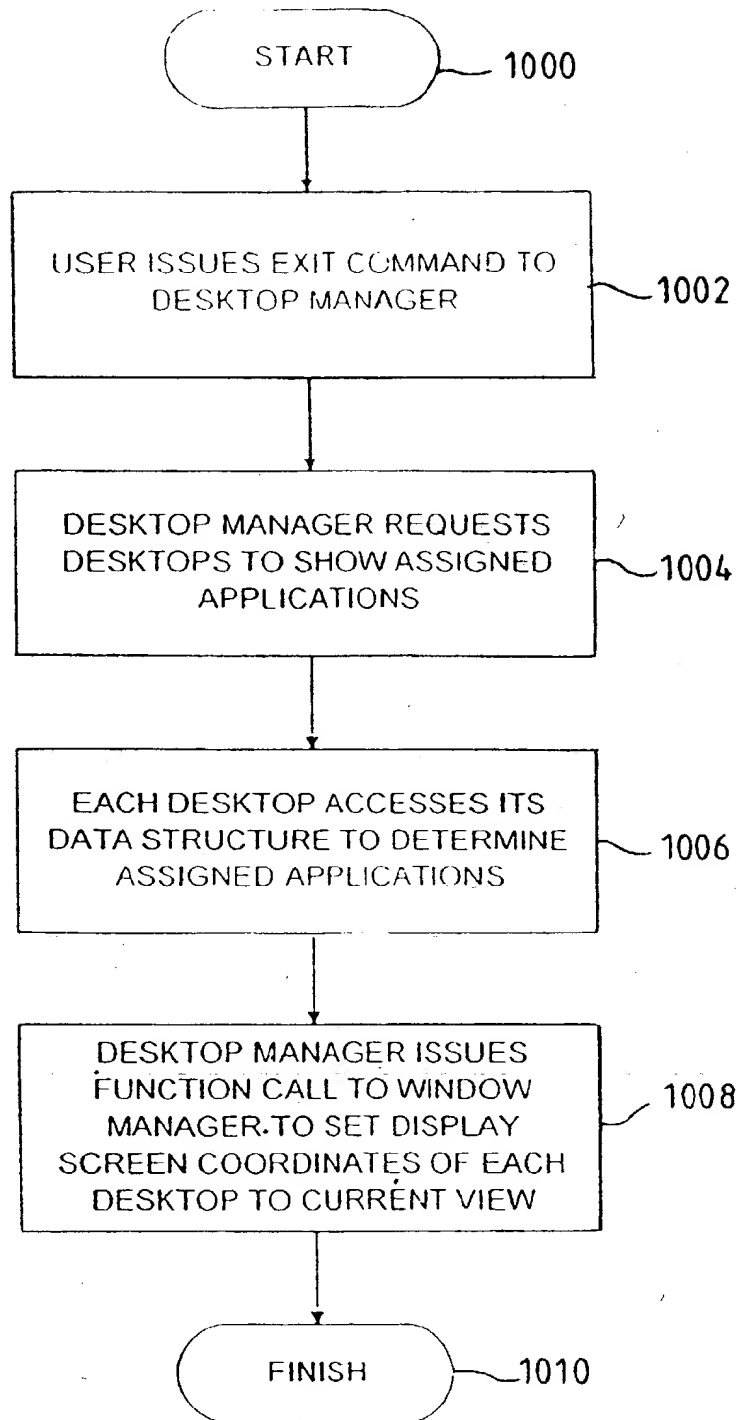 START
1000
USER ISSUES EXIT COMMAND TO
DESKTOP MANAGER
1002
DESKTOP MANAGER REQUESTS
DESKTOPS TO SHOW ASSIGNED
APPLICATIONS
1004
EACH DESKTOP ACCESSES ITS
DATA STRUCTURE TO DETERMINE
ASSIGNED APPLICATIONS
1006
DESKTOP MANAGER ISSUES
FUNCTION CALL TO WINDOW
MANAGER TO SET DISPLAY
SCREEN COORDINATES OF EACH
DESKTOP TO CURRENT VIEW
1008
FINISH
1010